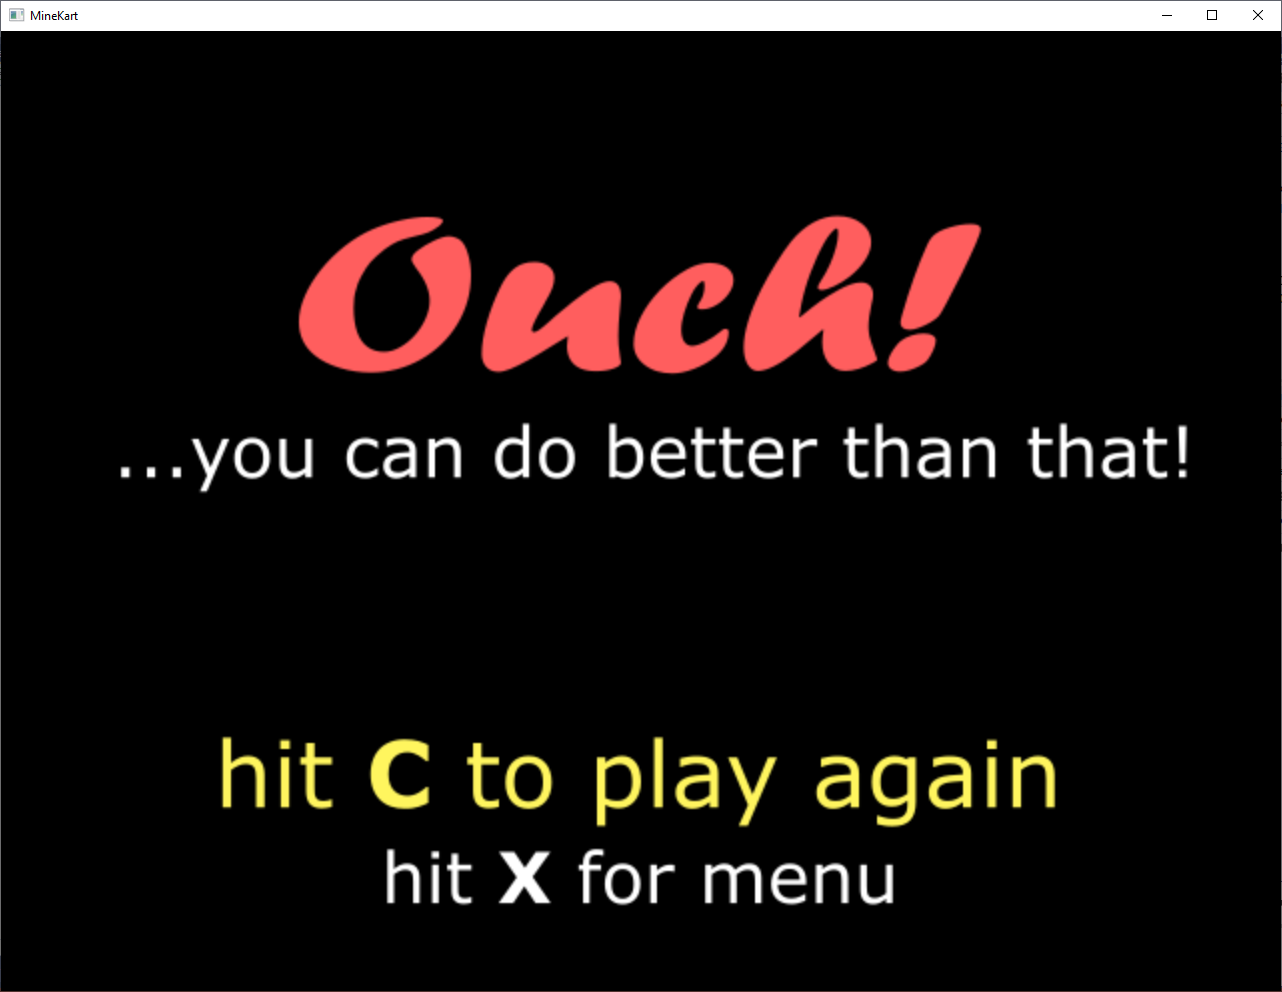 MineKart
Ouch!
...you can do better than that!
hit C to play again
hit X for menu